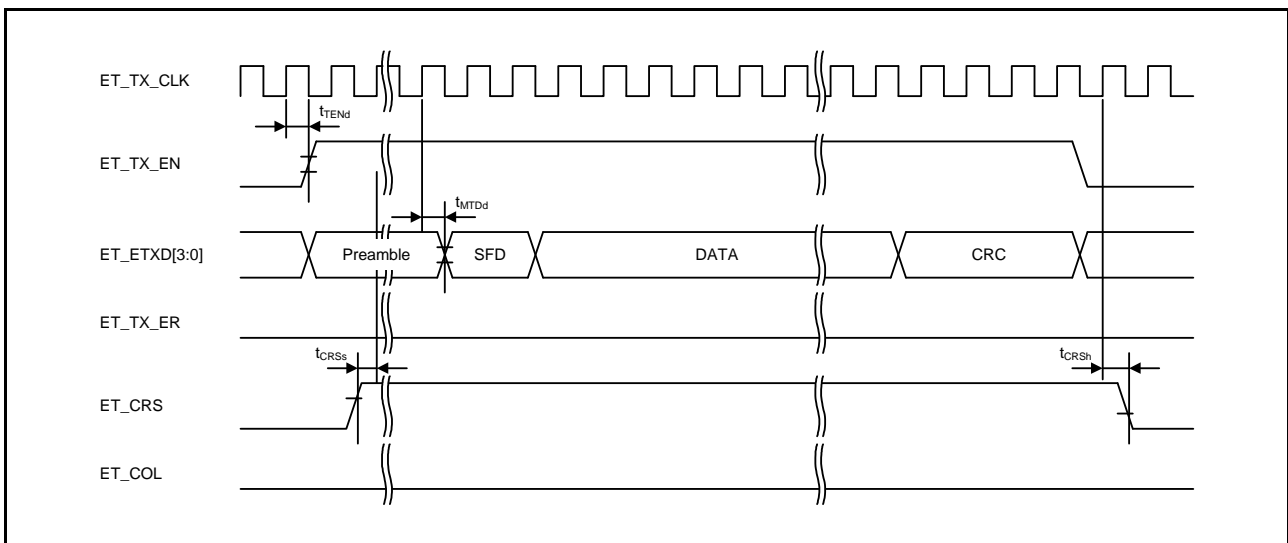 ET_TX_CLK
tTENd
ET_TX_EN
tMTDd
ET_ETXD[3:0]
Preamble
SFD
DATA
CRC
ET_TX_ER
tCRSs
tCRSh
ET_CRS
ET_COL